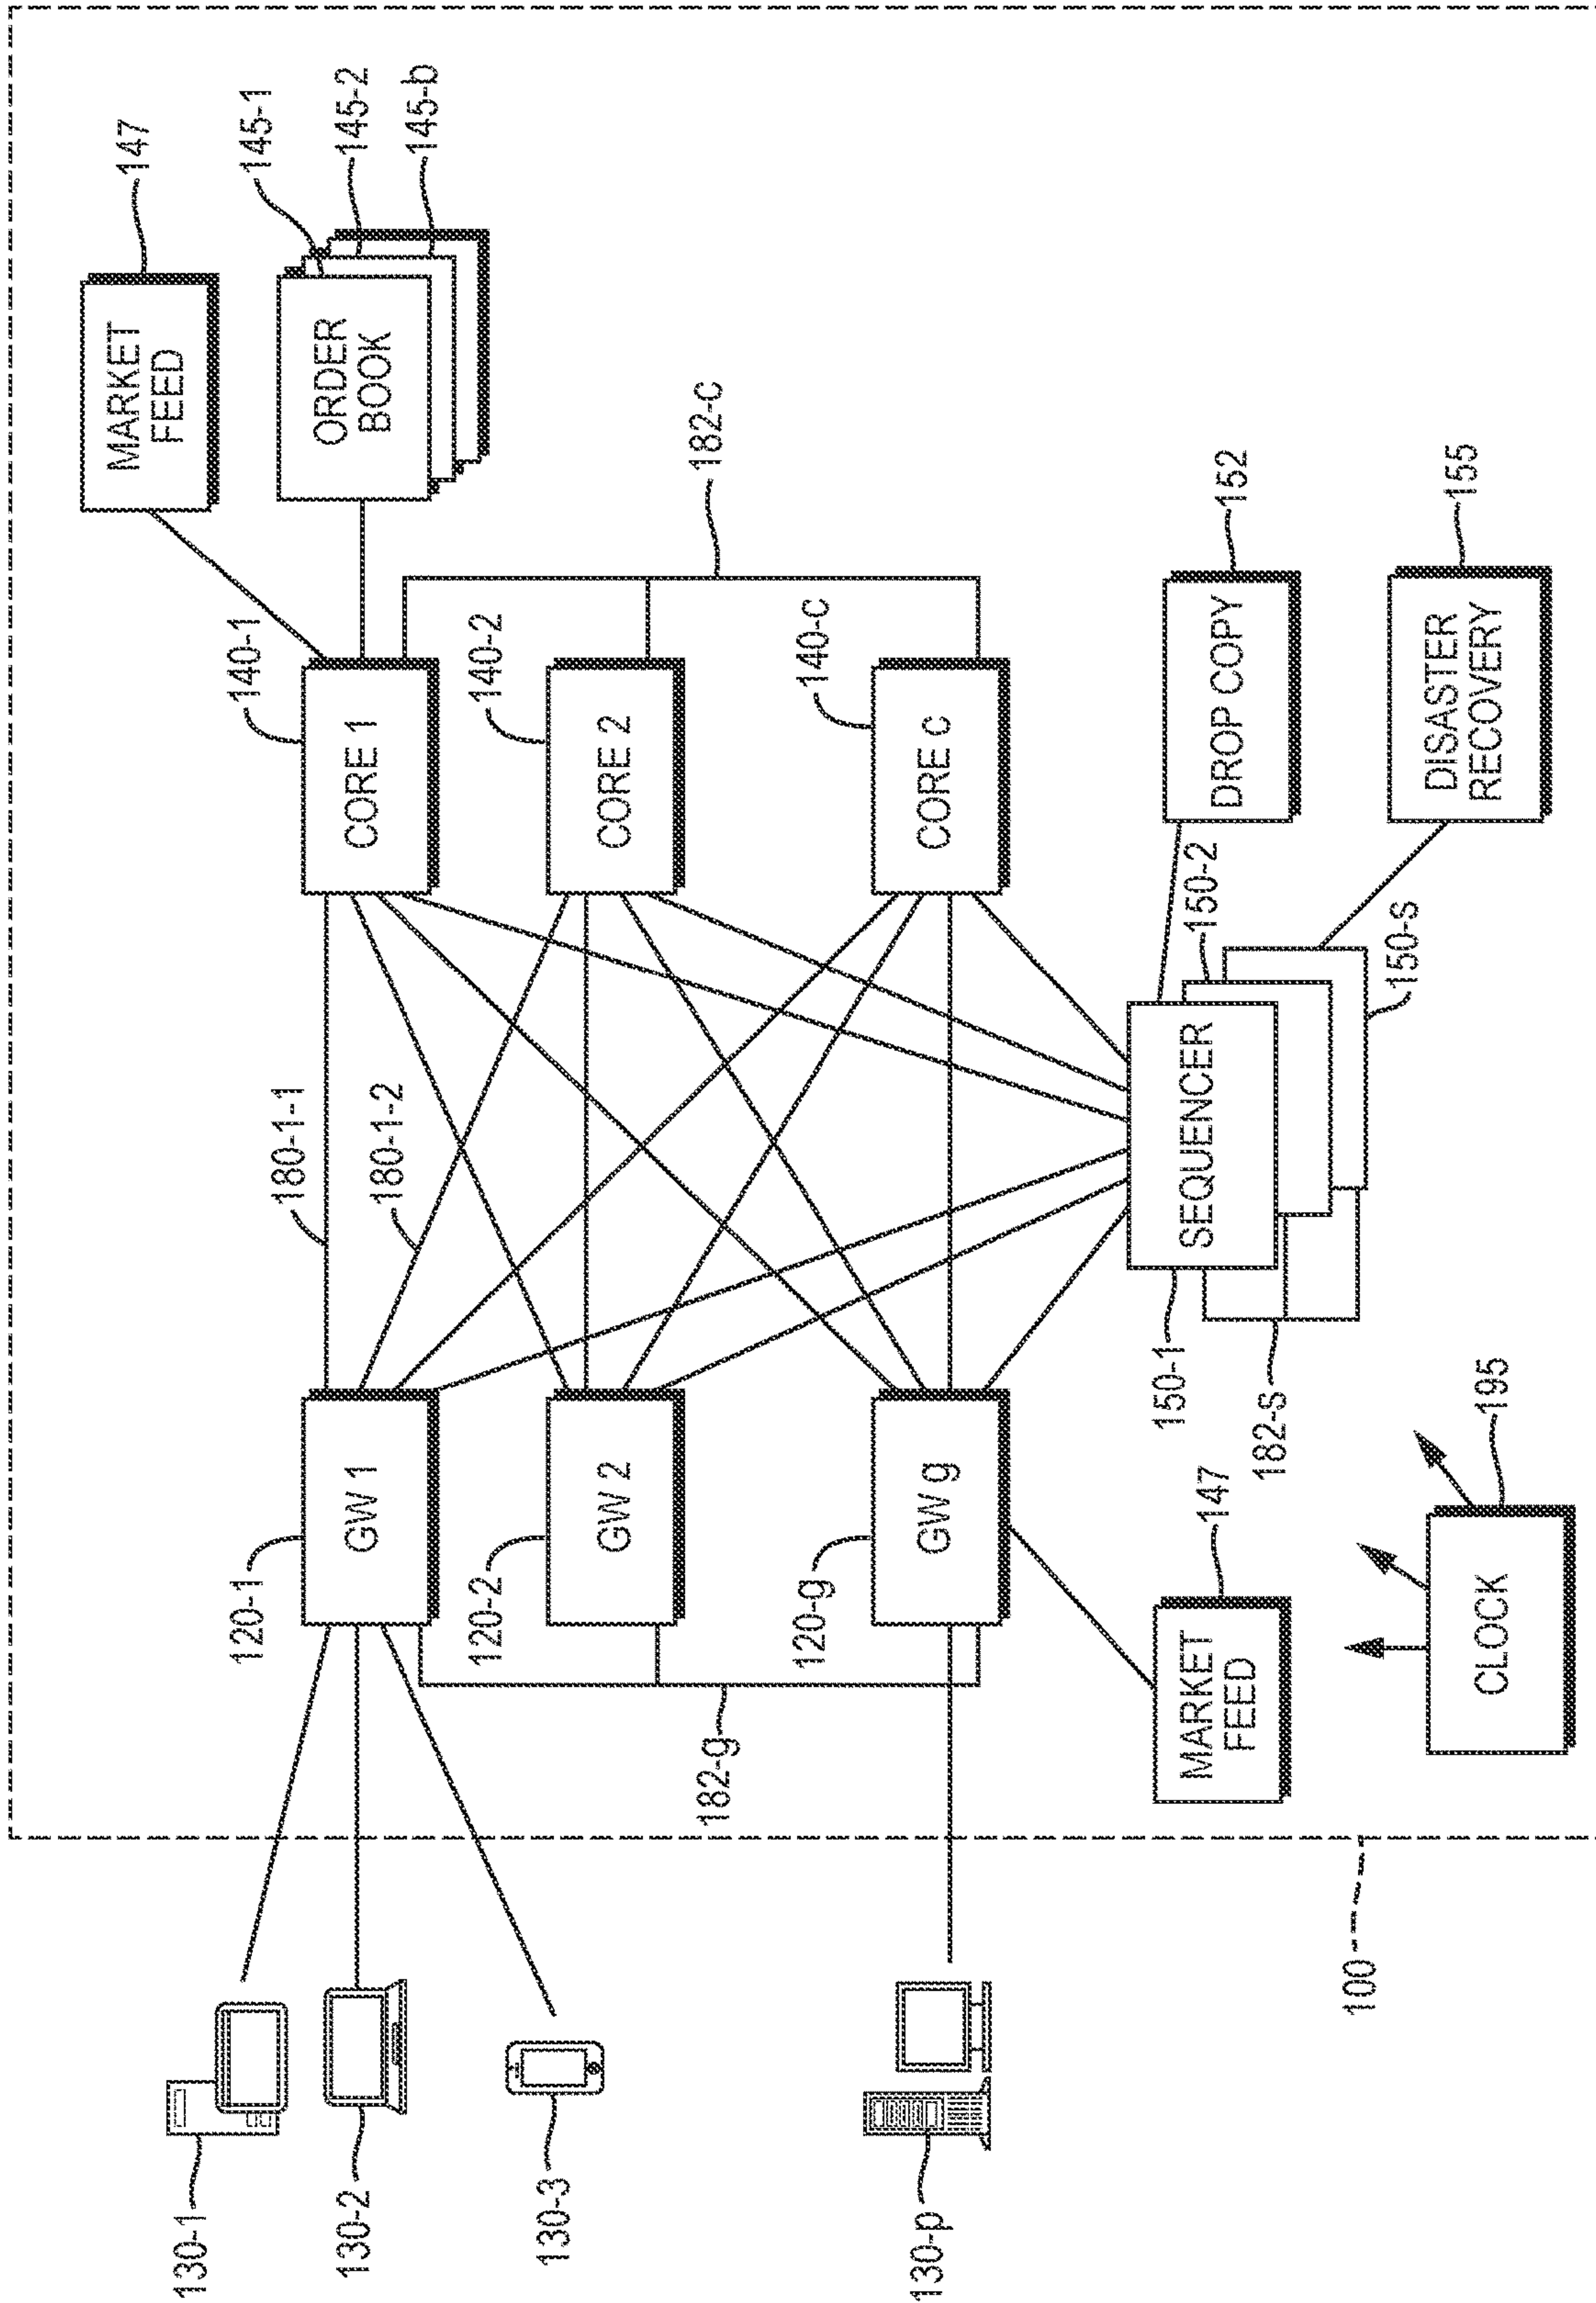 130-1
130-2
130-3
130-p
100
120-1
GW 1
120-2
GW 2
120-g
GW g
182-g
MARKET
FEED
147
CLOCK
195
180-1-1
180-1-2
150-1
SEQUENCER
150-2
150-s
182-s
140-1
CORE 1
140-2
CORE 2
140-c
CORE c
182-c
MARKET
FEED
147
ORDER
BOOK
145-1
145-2
145-b
DROP COPY
152
DISASTER
RECOVERY
155